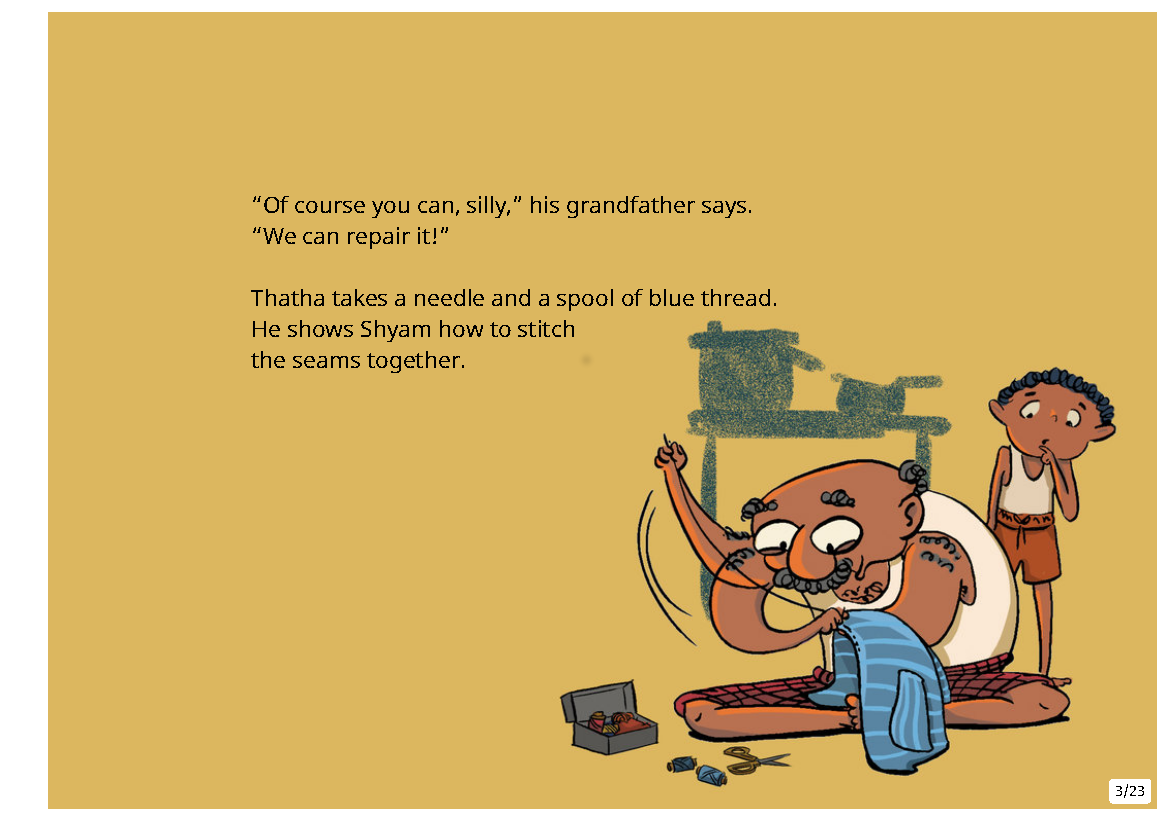 “Of course you can, silly,” his grandfather says.
“We can repair it!”
Thatha takes a needle and a spool of blue thread.
He shows Shyam how to stitch
the seams together.
3/23